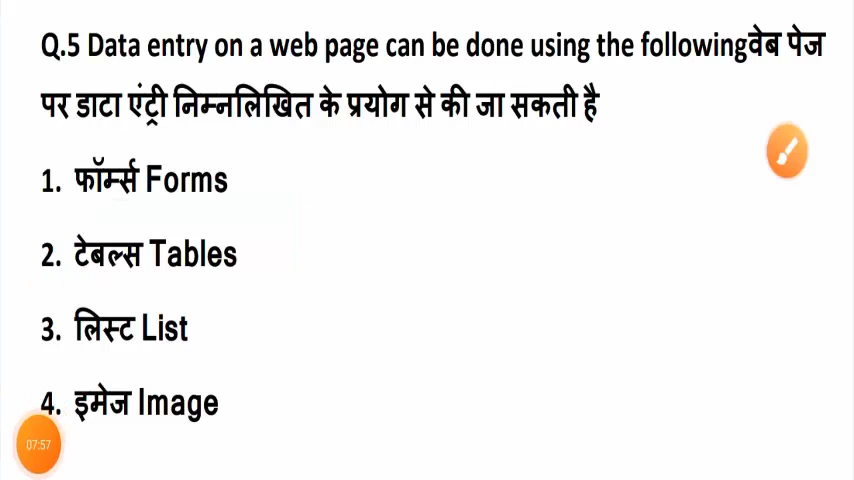 Q.5 Data entry on a web page can be done using the followingवेब पेज
पर डाटा एंट्री निम्नलिखित के प्रयोग से की जा सकती है
1. फॉर्म्स Forms
2. टेबल्स Tables
3. लिस्ट List
4. इमेज Image
07:57